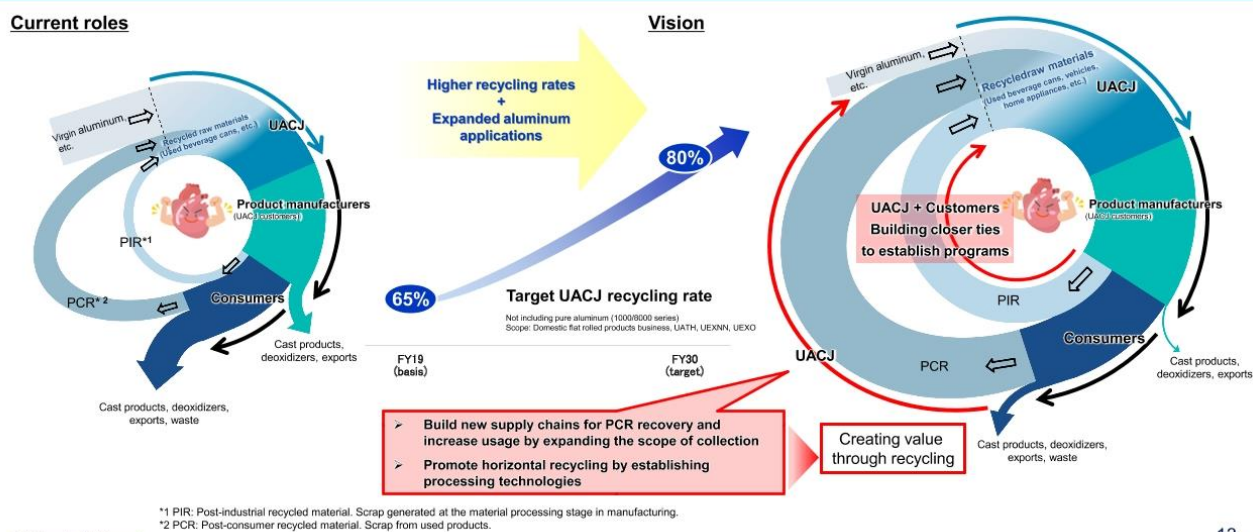 Current roles
Virgin aluminum,
etc.
Recycled raw materials
(Used beverage cans, etc.)
UACJ
Product manufacturers
(UACJ customers)
PIR*1
PCR*2
Consumers
Cast products,
deoxidizers, exports
Cast products, deoxidizers,
exports, waste
Higher recycling rates
+
Expanded aluminum
applications
65%
80%
Target UACJ recycling rate
Not including pure aluminum (1000/8000 series)
Scope: Domestic flat rolled products business, UATH, UEXNN, UEXO
FY19
(basis)
FY30
(target)
Vision
Virgin aluminum,
etc.
Recycledraw materials
(Used beverage cans, vehicles,
home appliances, etc.)
UACJ
UACJ + Customers
Building closer ties
to establish programs
Product manufacturers
(UACJ customers)
PIR
UACJ
PCR
Consumers
Cast products,
deoxidizers, exports
Cast products, deoxidizers,
exports, waste
➢ Build new supply chains for PCR recovery and
increase usage by expanding the scope of collection
➢ Promote horizontal recycling by establishing
processing technologies
Creating value
through recycling
*1 PIR: Post-industrial recycled material. Scrap generated at the material processing stage in manufacturing.
*2 PCR: Post-consumer recycled material. Scrap from used products.